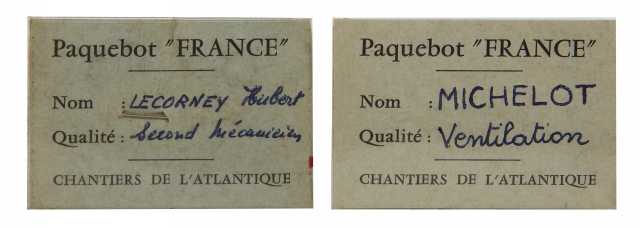 Paquebot "FRANCE"
Nom : LECORNEY Hubert
Qualité : Second Mécanicien
CHANTIERS DE L'ATLANTIQUE
Paquebot "FRANCE"
Nom : MICHELOT
Qualité : Ventilation
CHANTIERS DE L'ATLANTIQUE